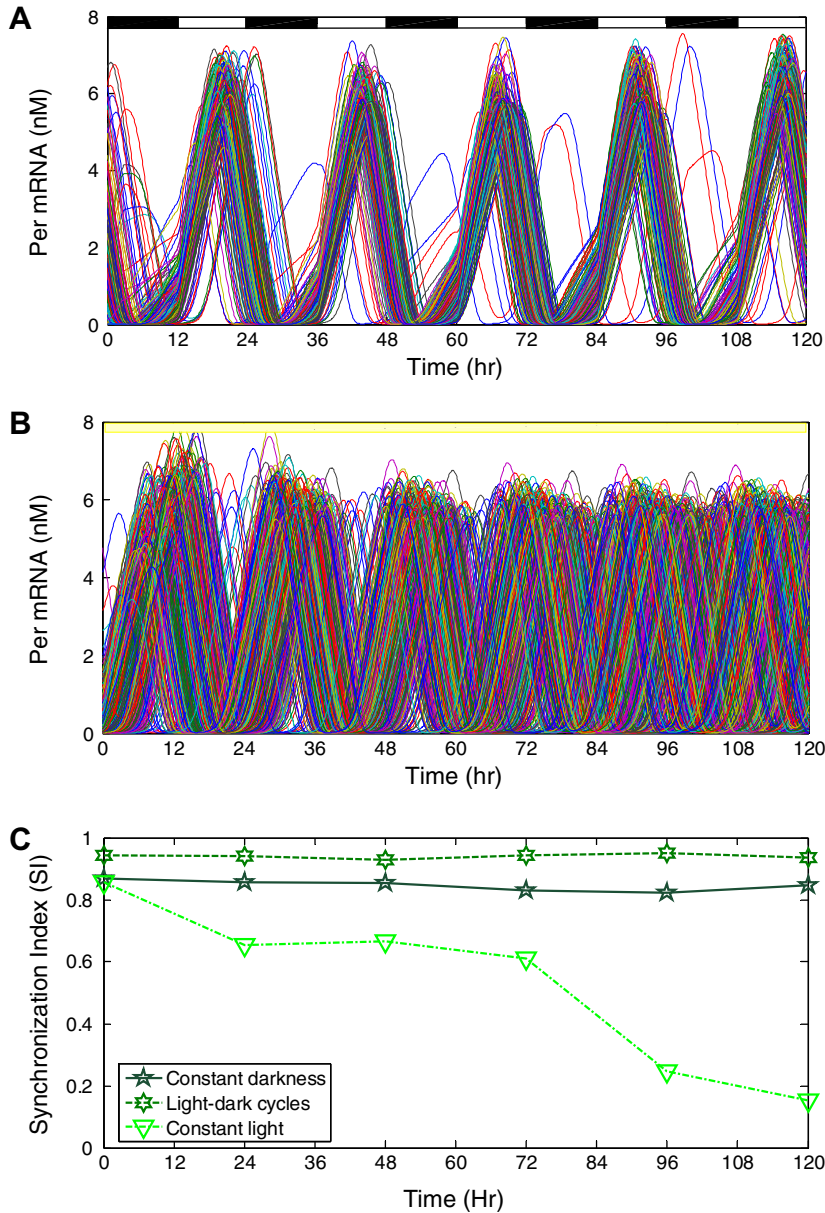 A
8
6
4
2
0
Per mRNA (nM)
0 12 24 36 48 60 72 84 96 108 120
Time (hr)
B
8
6
4
2
0
Per mRNA (nM)
0 12 24 36 48 60 72 84 96 108 120
Time (hr)
C
1
0.8
0.6
0.4
0.2
0
Synchronization Index (SI)
Constant darkness
Light-dark cycles
Constant light
0 12 24 36 48 60 72 84 96 108 120
Time (Hr)